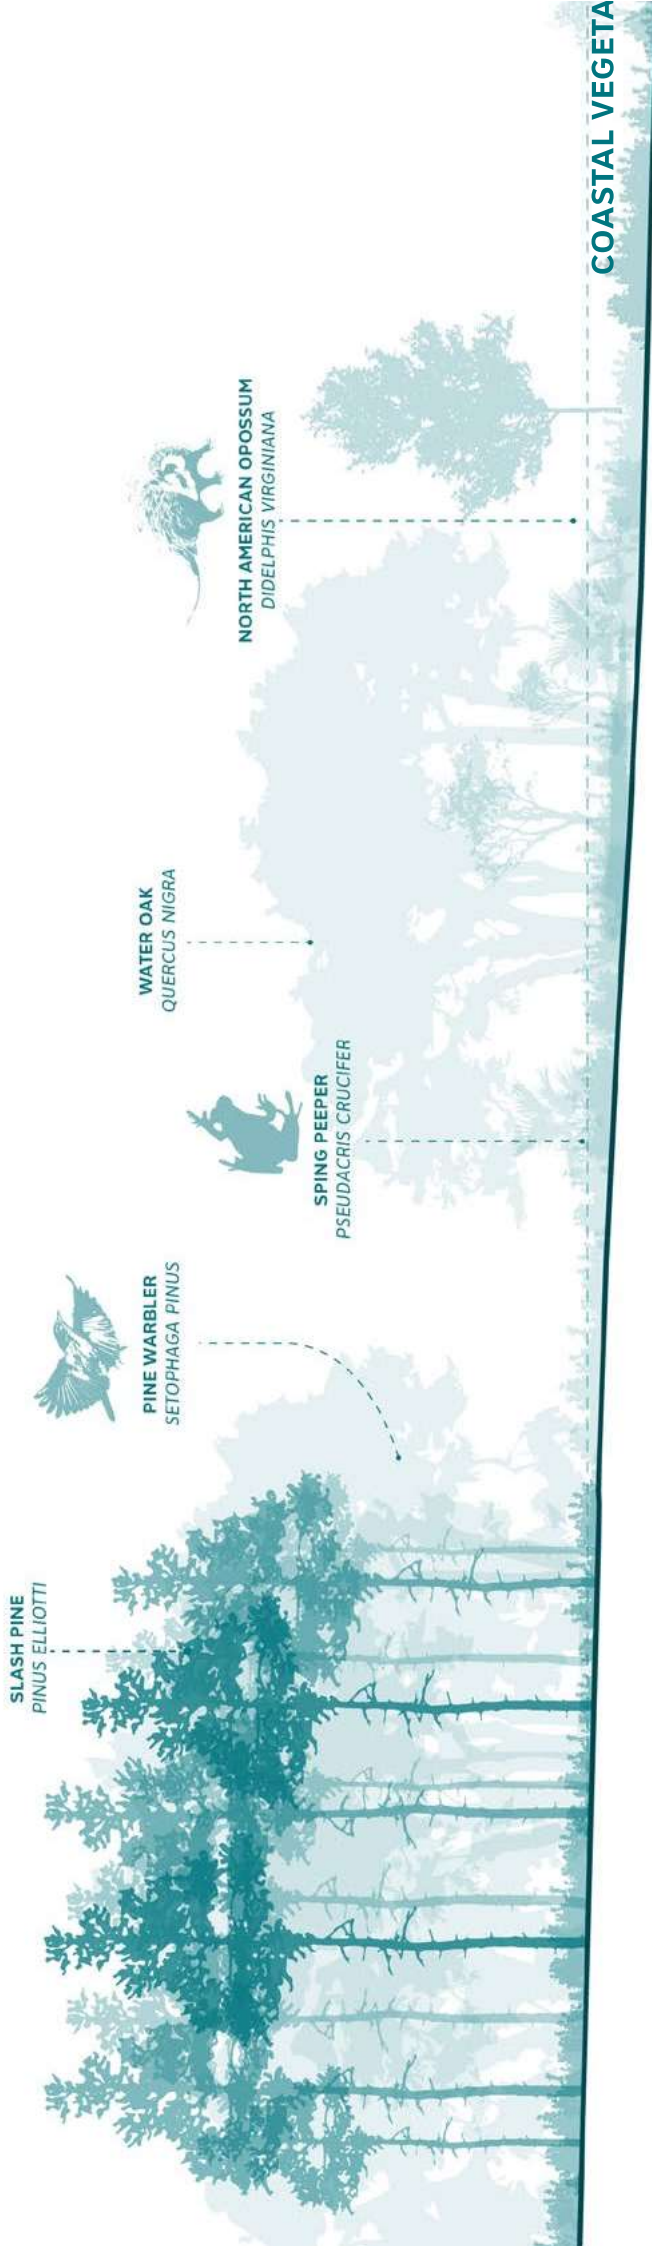 SLASH PINE
PINUS ELLIOTTI
PINE WARBLER
SETOPHAGA PINUS
SPING PEEPER
PSEUDACRIS CRUCIFER
WATER OAK
QUERCUS NIGRA
NORTH AMERICAN OPOSSUM
DIDELPHIS VIRGINIANA
COASTAL VEGETA